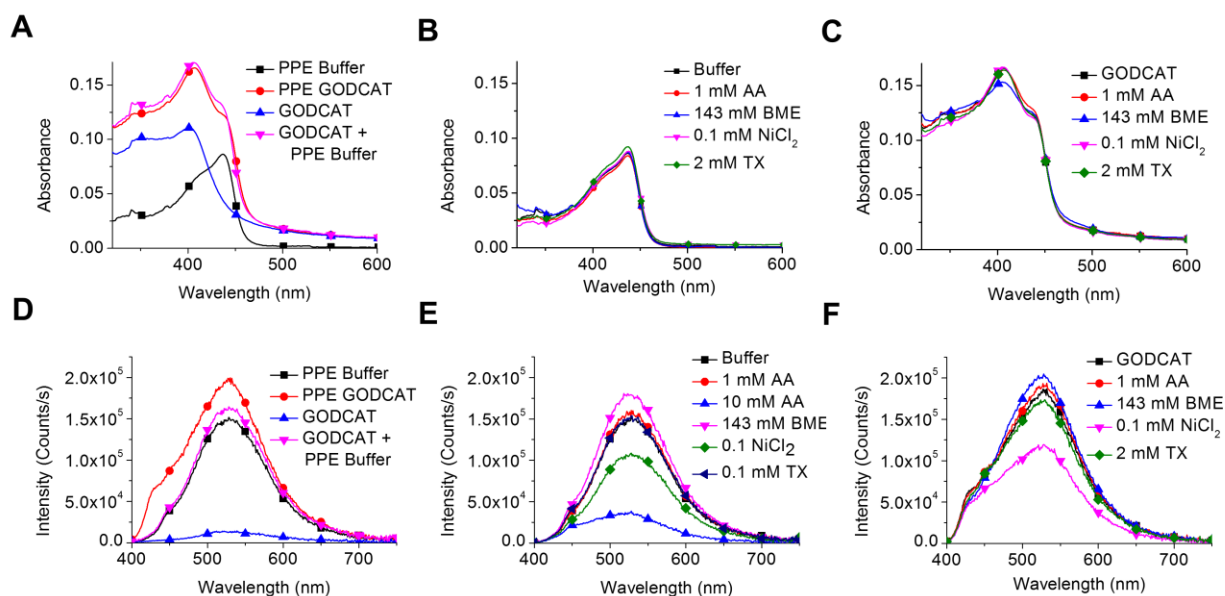 A
Absorbance
0.15
0.10
0.05
0.00
400
500
600
Wavelength (nm)
PPE Buffer
PPE GODCAT
GODCAT
GODCAT +
PPE Buffer
B
Absorbance
0.15
0.10
0.05
0.00
400
500
600
Wavelength (nm)
Buffer
1 mM AA
143 mM BME
0.1 mM NiCl2
2 mM TX
C
Absorbance
0.15
0.10
0.05
0.00
400
500
600
Wavelength (nm)
GODCAT
1 mM AA
143 mM BME
0.1 mM NiCl2
2 mM TX
D
Intensity (Counts/s)
2.0x10^5
1.5x10^5
1.0x10^5
5.0x10^4
0.0
400
500
600
700
Wavelength (nm)
PPE Buffer
PPE GODCAT
GODCAT
GODCAT +
PPE Buffer
E
Intensity (Counts/s)
2.0x10^5
1.5x10^5
1.0x10^5
5.0x10^4
0.0
400
500
600
700
Wavelength (nm)
Buffer
1 mM AA
10 mM AA
143 mM BME
0.1 NiCl2
0.1 mM TX
F
Intensity (Counts/s)
2.0x10^5
1.5x10^5
1.0x10^5
5.0x10^4
0.0
400
500
600
700
Wavelength (nm)
GODCAT
1 mM AA
143 mM BME
0.1 mM NiCl2
2 mM TX